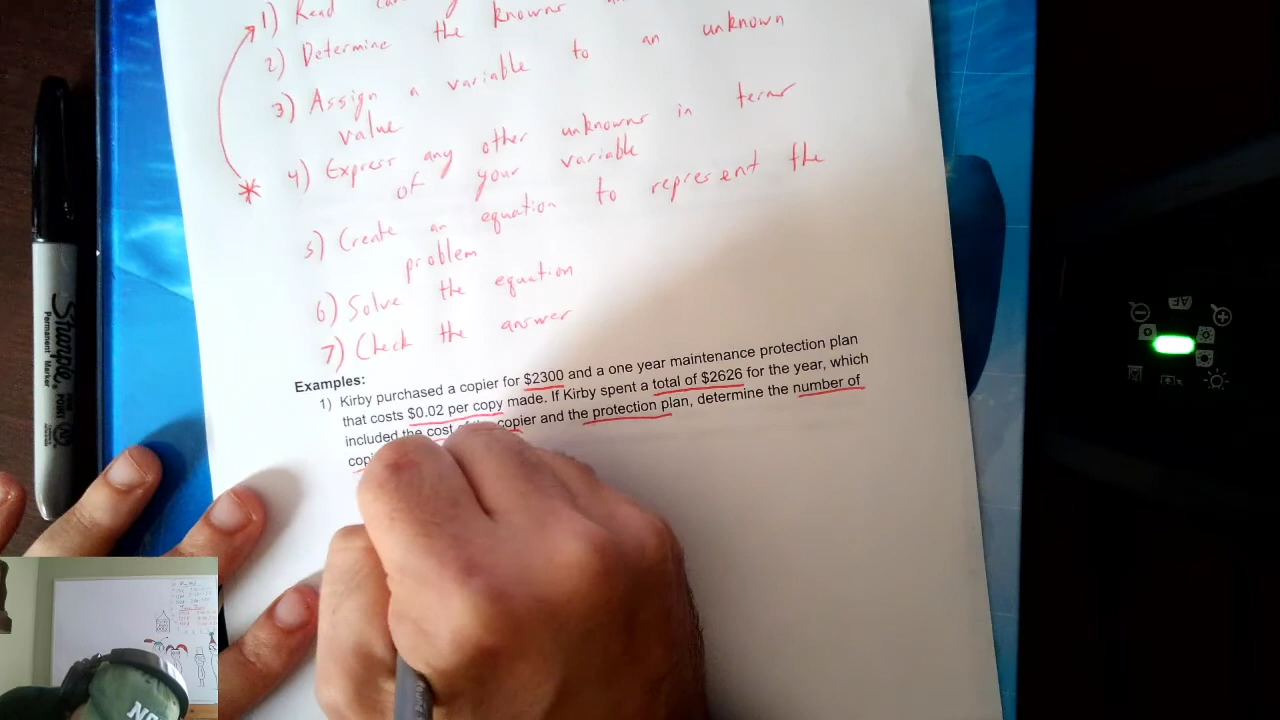 1) Read
the knowns
2) Determine
to an unknown
3) Assign a variable
value
4) Express any other unknowns in terms
of your variable
5) Create an equation to represent the
problem
6) Solve the equation
7) Check the answer
Examples:
1) Kirby purchased a copier for $2300 and a one year maintenance protection plan
that costs $0.02 per copy made. If Kirby spent a total of $2626 for the year, which
included the cost copier and the protection plan, determine the number of
Sharpie
Permanent Marker
AF